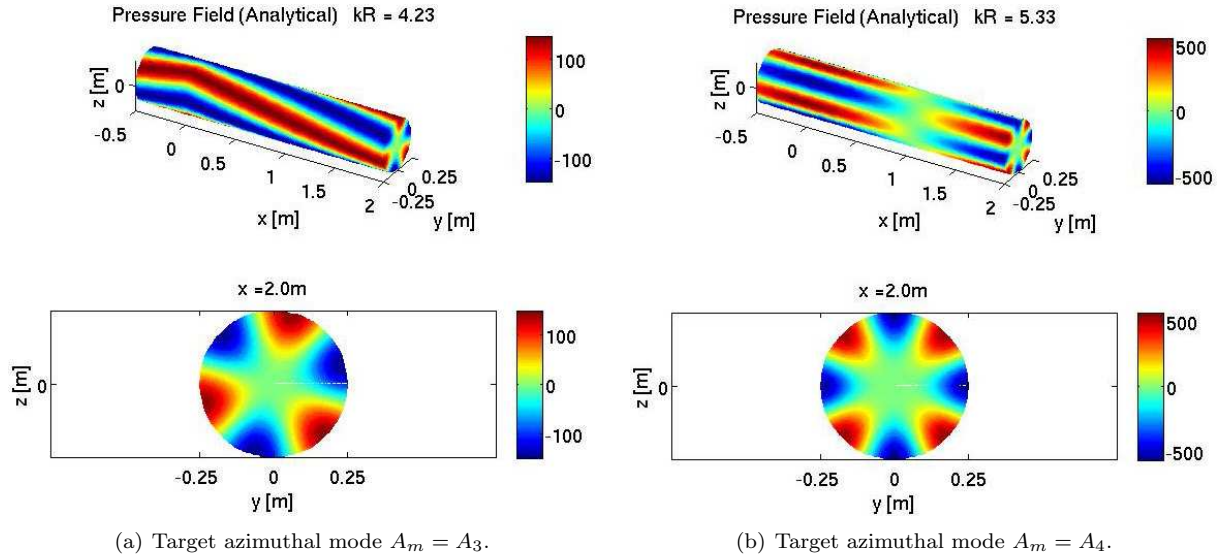 Pressure Field (Analytical) kR = 4.23
z [m]
0
-0.5
0
0.5
1
1.5
2
x [m]
0.25
0
-0.25
y [m]
100
0
-100
x =2.0m
z [m]
0
-0.25
0
0.25
y [m]
100
0
-100
(a) Target azimuthal mode Aₘ = A₃.
Pressure Field (Analytical) kR = 5.33
z [m]
0
-0.5
0
0.5
1
1.5
2
x [m]
0.25
0
-0.25
y [m]
500
0
-500
x =2.0m
z [m]
0
-0.25
0
0.25
y [m]
500
0
-500
(b) Target azimuthal mode Aₘ = A₄.